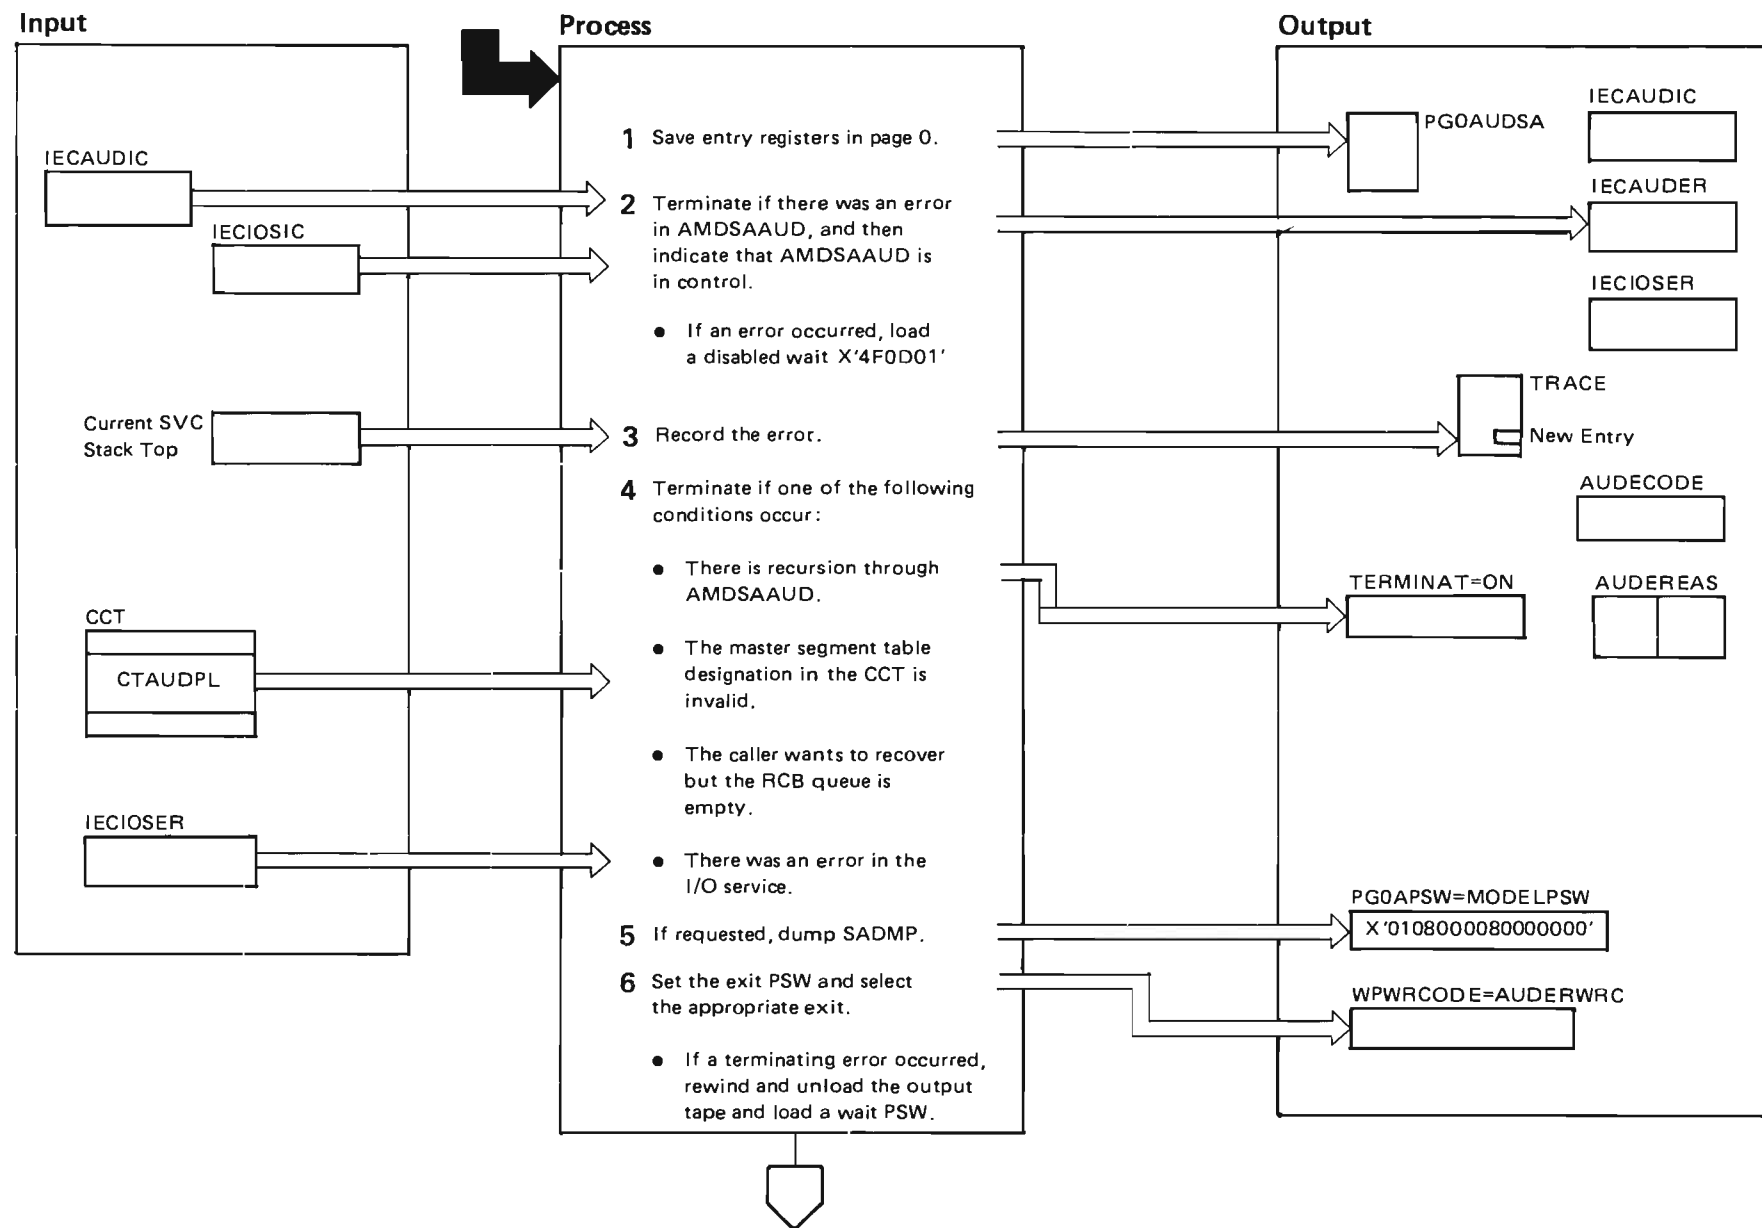 Input
Process
Output
IECAUDIC
IECIOSIC
Current SVC
Stack Top
CCT
CTAUDPL
IECIOSER
1 Save entry registers in page 0.
2 Terminate if there was an error
in AMDSAAUD, and then
indicate that AMDSAAUD is
in control.
• If an error occurred, load
a disabled wait X'4F0D01'
3 Record the error.
4 Terminate if one of the following
conditions occur:
• There is recursion through
AMDSAAUD.
• The master segment table
designation in the CCT is
invalid.
• The caller wants to recover
but the RCB queue is
empty.
• There was an error in the
I/O service.
5 If requested, dump SADMP.
6 Set the exit PSW and select
the appropriate exit.
• If a terminating error occurred,
rewind and unload the output
tape and load a wait PSW.
PG0AUDSA
IECAUDIC
IECAUDER
IECIOSER
TRACE
New Entry
AUDECODE
TERMINAT=ON
AUDEREAS
PG0APSW=MODELPSW
X'0108000080000000'
WPWRCODE=AUDERWRC